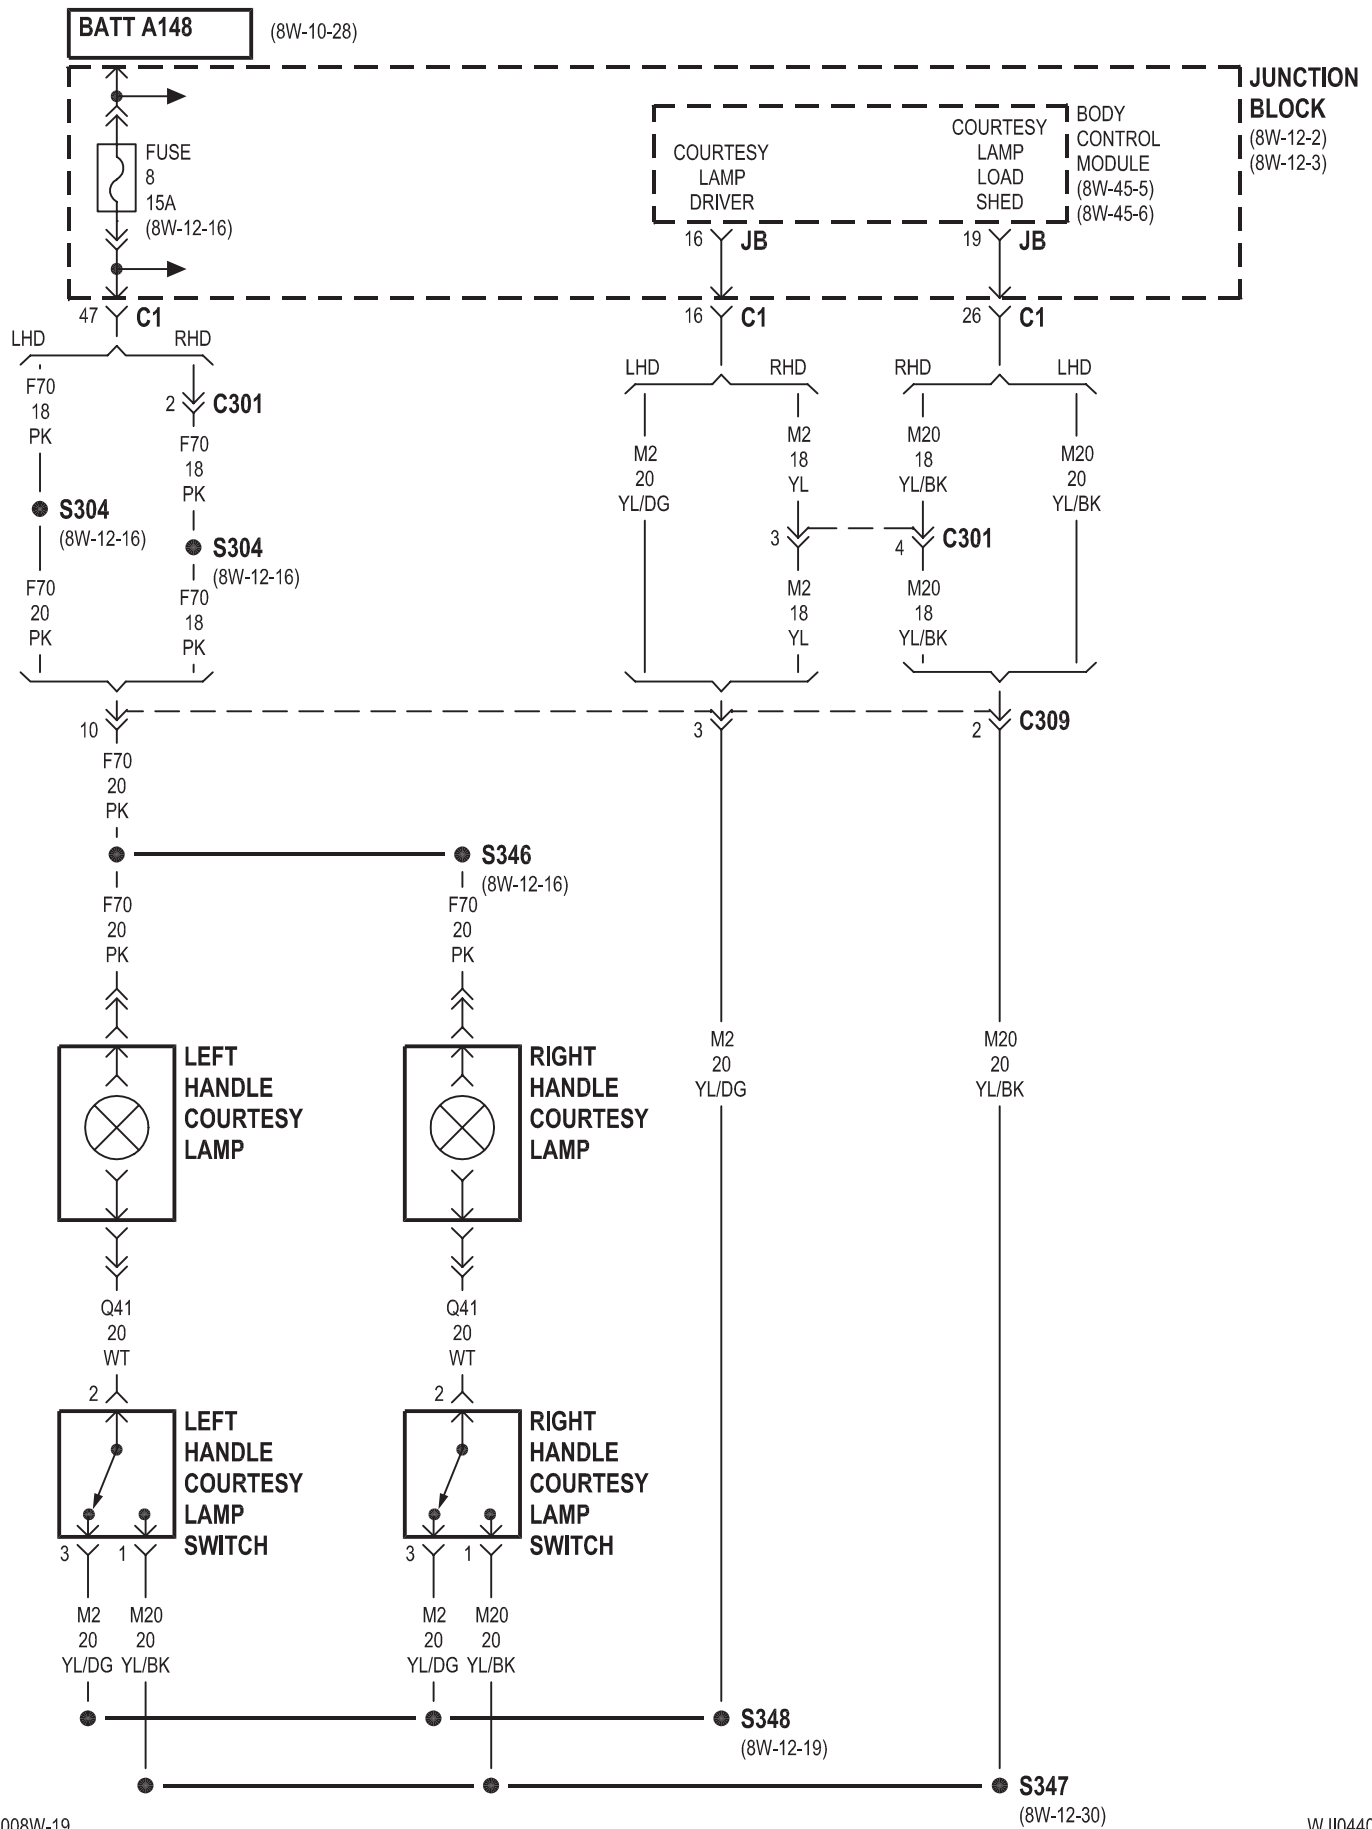 BATT A148
(8W-10-28)
JUNCTION
BLOCK
(8W-12-2)
(8W-12-3)
BODY
CONTROL
MODULE
(8W-45-5)
(8W-45-6)
COURTESY
LAMP
DRIVER
COURTESY
LAMP
LOAD
SHED
FUSE
8
15A
(8W-12-16)
16 JB
19 JB
47 C1
16 C1
26 C1
LHD
RHD
LHD
RHD
RHD
LHD
F70
18
PK
2 C301
F70
18
PK
S304
(8W-12-16)
S304
(8W-12-16)
F70
20
PK
F70
18
PK
M2
20
YL/DG
M2
18
YL
M20
18
YL/BK
M20
20
YL/BK
3
4
C301
M2
18
YL
M20
18
YL/BK
10
3
2
C309
F70
20
PK
S346
(8W-12-16)
F70
20
PK
F70
20
PK
LEFT
HANDLE
COURTESY
LAMP
RIGHT
HANDLE
COURTESY
LAMP
M2
20
YL/DG
M20
20
YL/BK
Q41
20
WT
Q41
20
WT
2
2
LEFT
HANDLE
COURTESY
LAMP
SWITCH
RIGHT
HANDLE
COURTESY
LAMP
SWITCH
3
1
3
1
M2
20
YL/DG
M20
20
YL/BK
M2
20
YL/DG
M20
20
YL/BK
S348
(8W-12-19)
S347
(8W-12-30)
008W-19
WJI0440